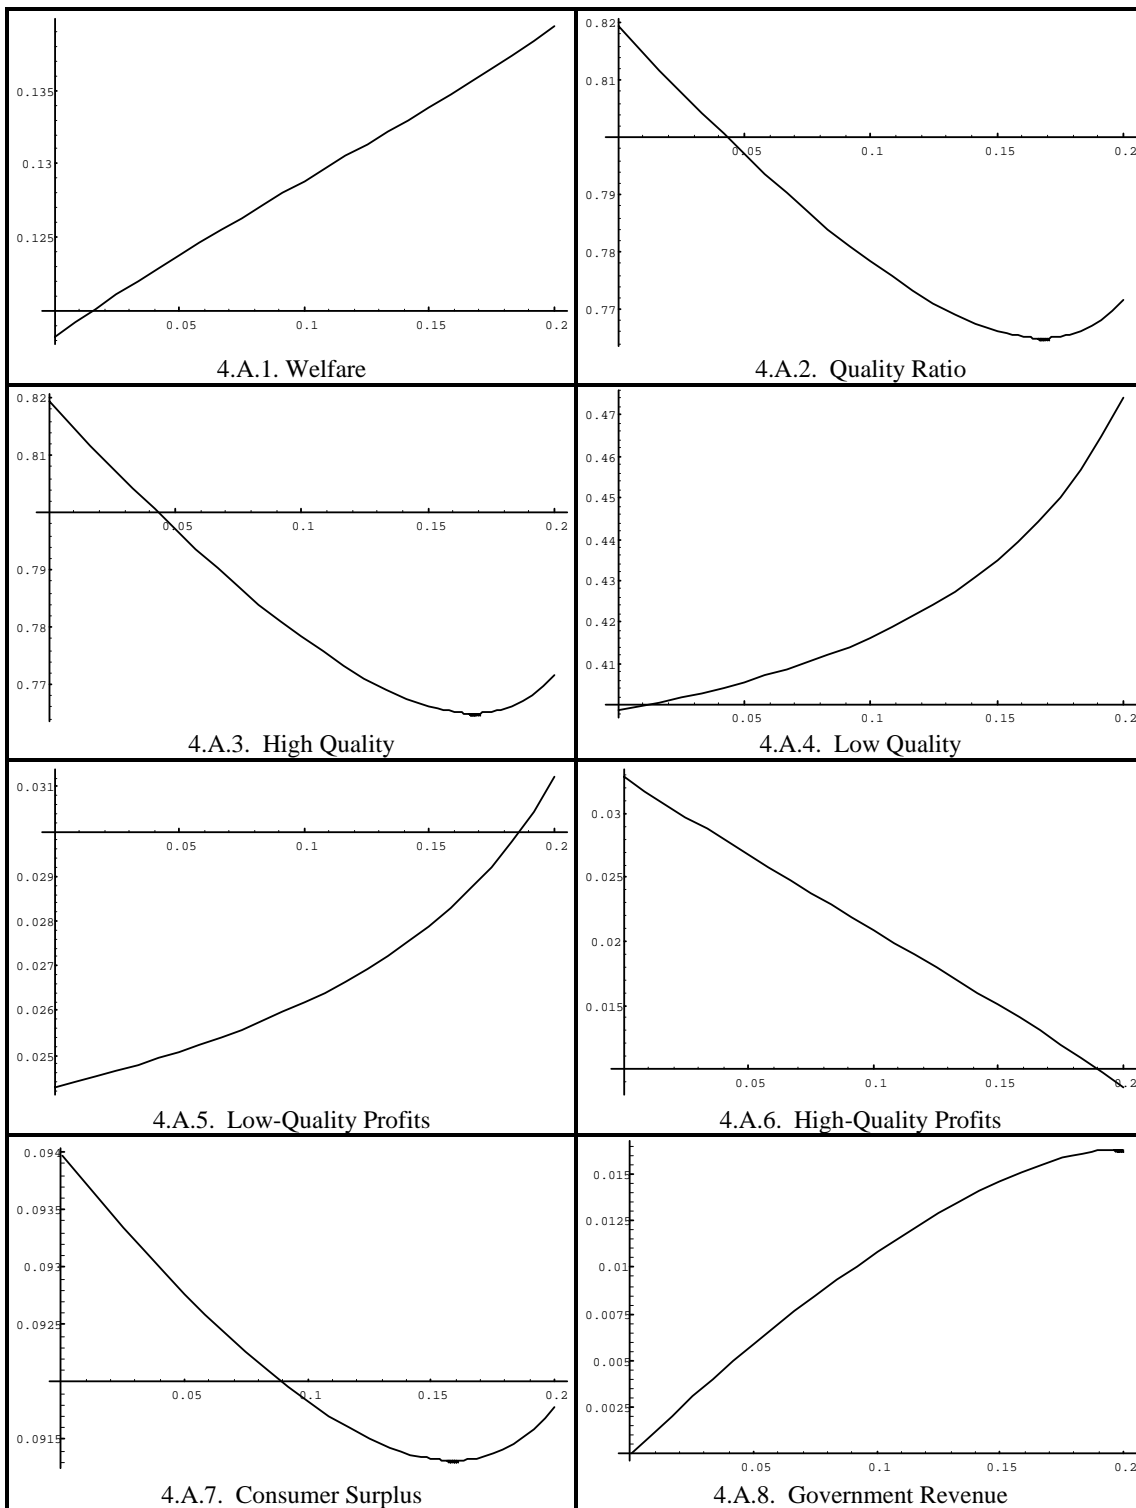 0.135
0.13
0.125
0.05 0.1 0.15 0.2
4.A.1. Welfare
0.82
0.81
0.79
0.78
0.77
0.05 0.1 0.15 0.2
4.A.2. Quality Ratio
0.82
0.81
0.79
0.78
0.77
0.05 0.1 0.15 0.2
4.A.3. High Quality
0.47
0.46
0.45
0.44
0.43
0.42
0.41
0.05 0.1 0.15 0.2
4.A.4. Low Quality
0.031
0.05 0.1 0.15 0.2
0.029
0.028
0.027
0.026
0.025
4.A.5. Low-Quality Profits
0.03
0.025
0.02
0.015
0.05 0.1 0.15 0.2
4.A.6. High-Quality Profits
0.094
0.0935
0.093
0.0925
0.05 0.1 0.15 0.2
0.0915
4.A.7. Consumer Surplus
0.015
0.0125
0.01
0.0075
0.005
0.0025
0.05 0.1 0.15 0.2
4.A.8. Government Revenue